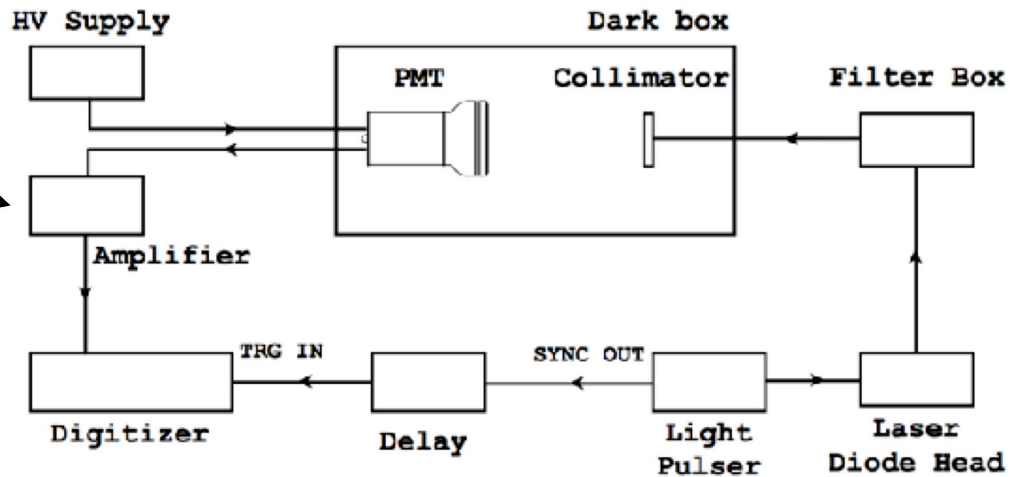 HV Supply
Dark box
PMT
Collimator
Filter Box
Amplifier
TRG IN
SYNC OUT
Digitizer
Delay
Light
Pulser
Laser
Diode Head